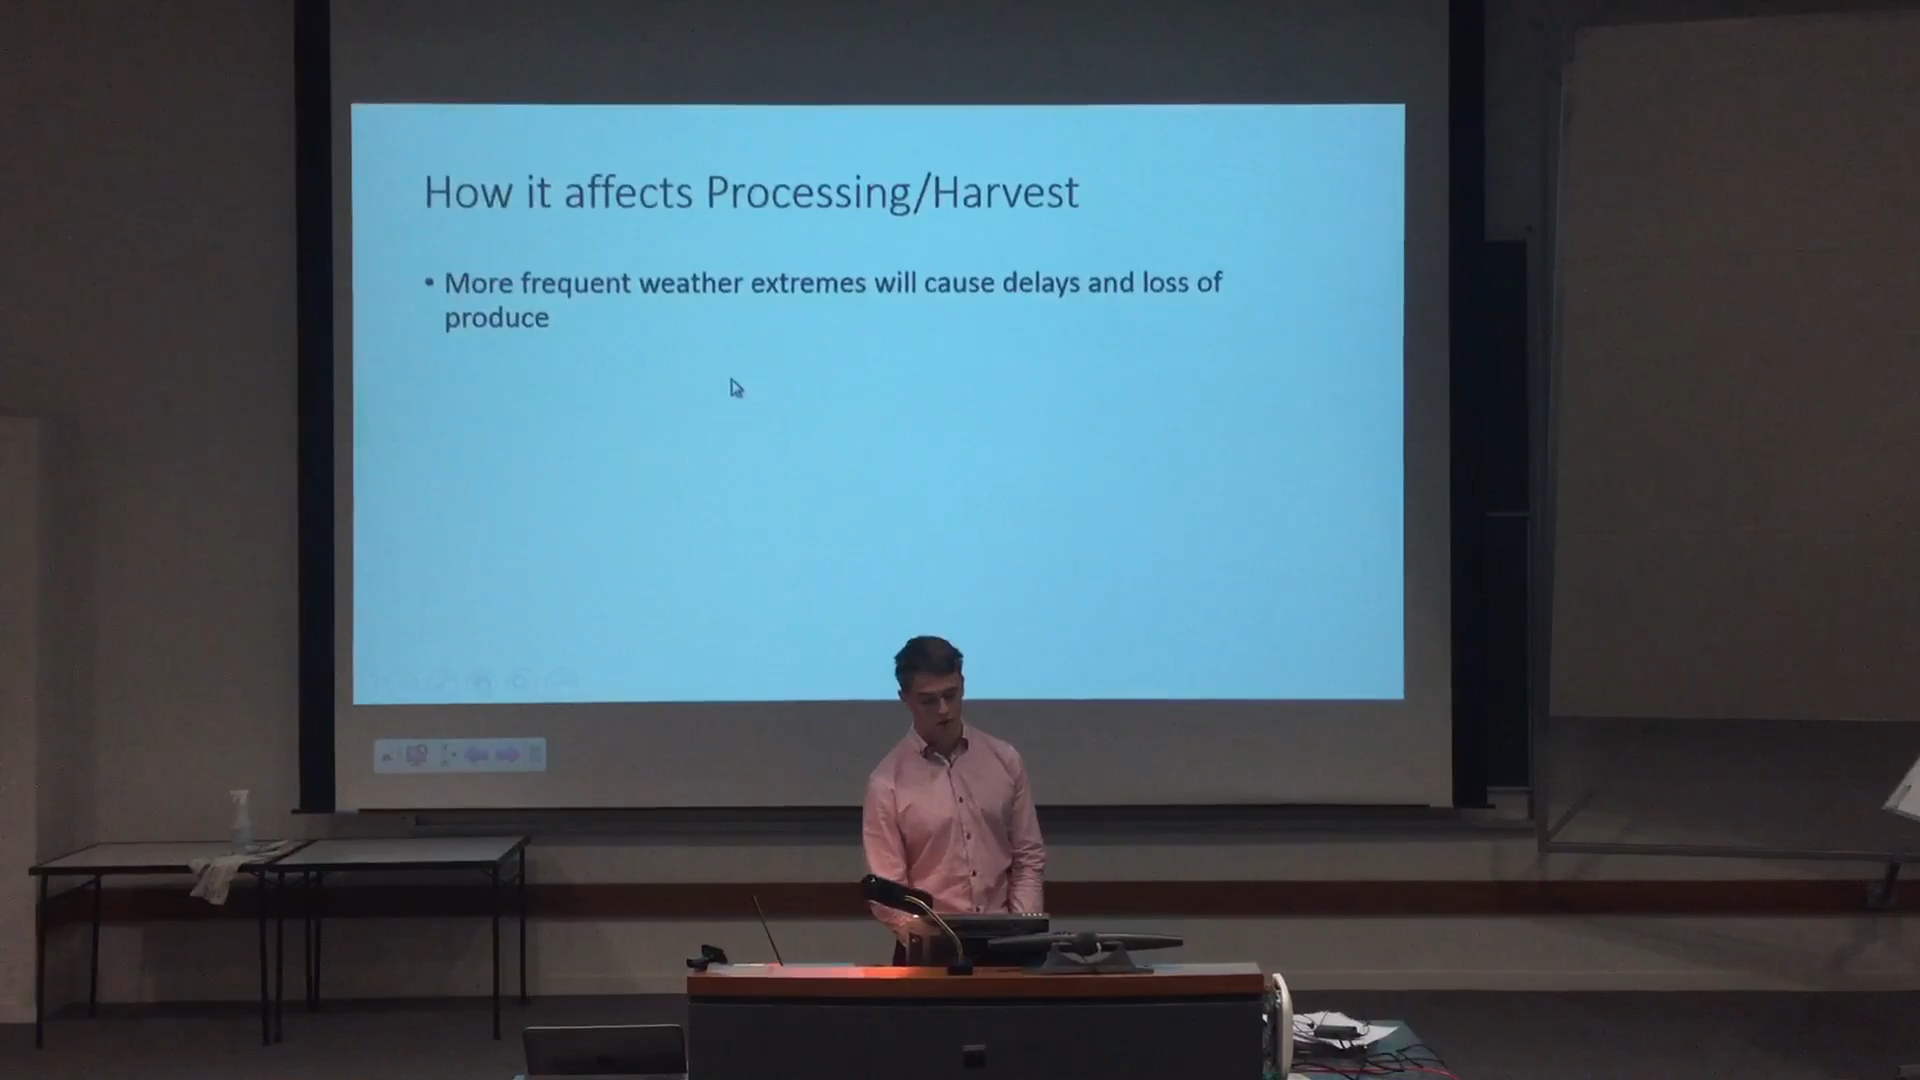 How it affects Processing/Harvest
• More frequent weather extremes will cause delays and loss of
produce